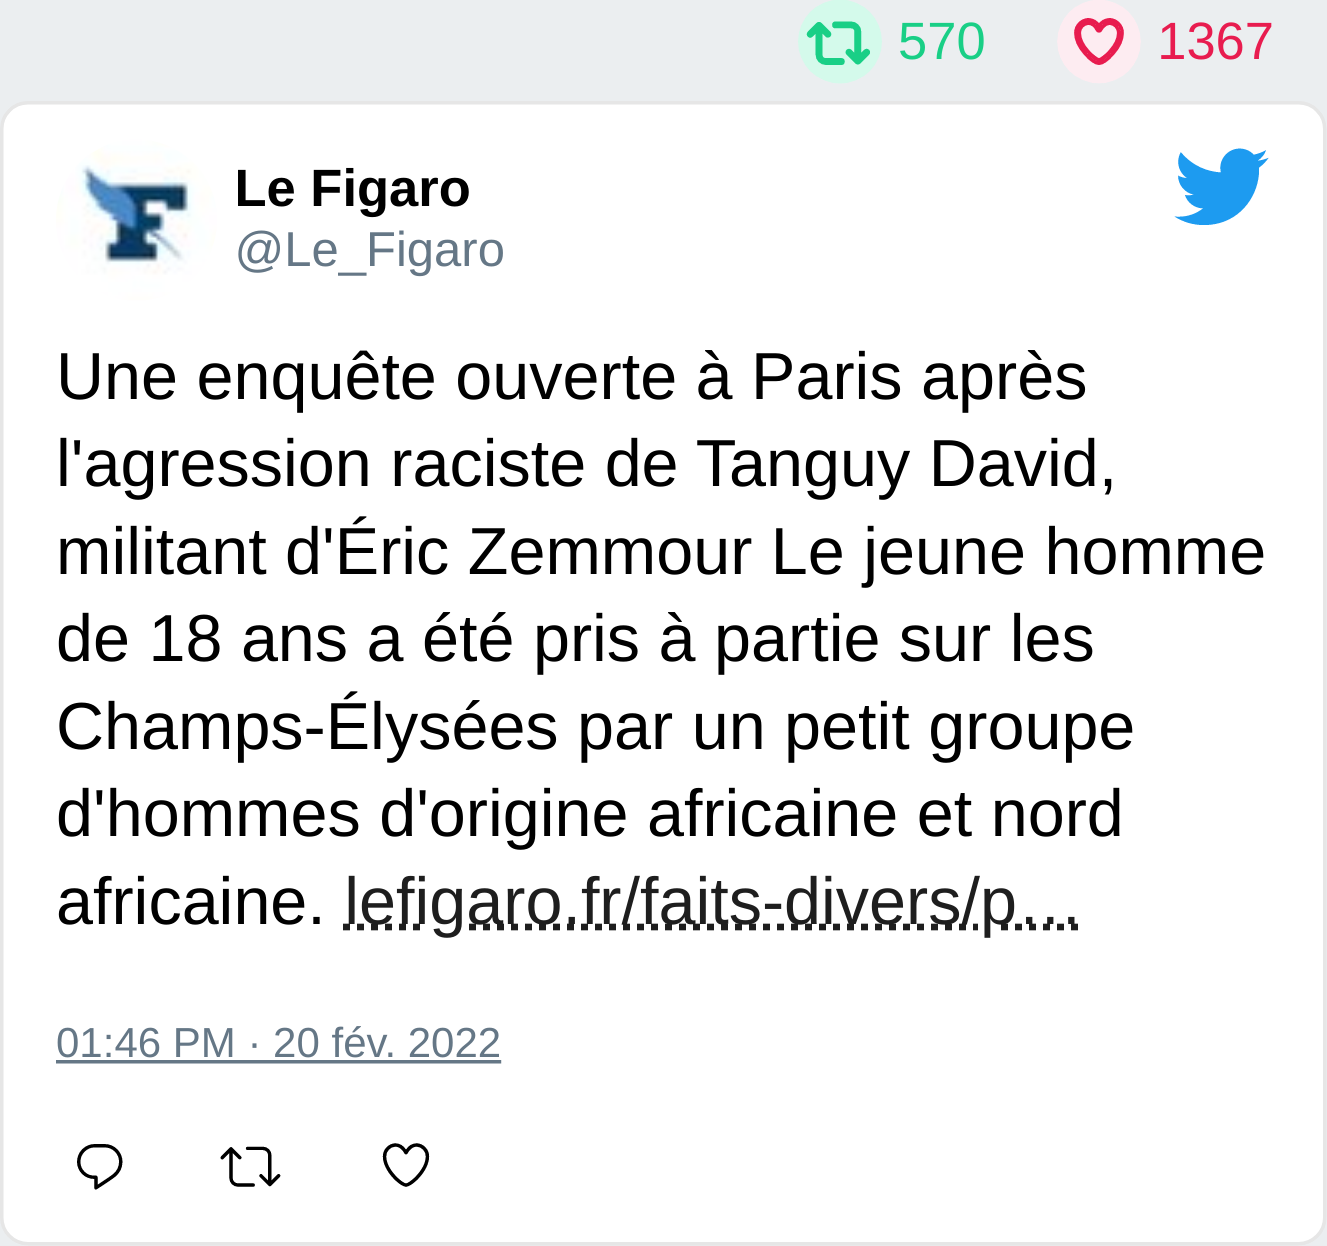 570 1367
Le Figaro
@Le_Figaro
Une enquête ouverte à Paris après
l'agression raciste de Tanguy David,
militant d'Éric Zemmour Le jeune homme
de 18 ans a été pris à partie sur les
Champs-Élysées par un petit groupe
d'hommes d'origine africaine et nord
africaine. lefigaro.fr/faits-divers/p…
01:46 PM · 20 fév. 2022